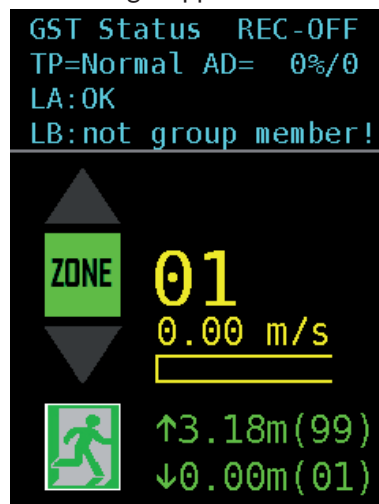 GST Status REC-OFF
TP=Normal AD= 0%/0
LA:OK
LB:not group member!
ZONE
01
0.00 m/s
↑3.18m(99)
↓0.00m(01)